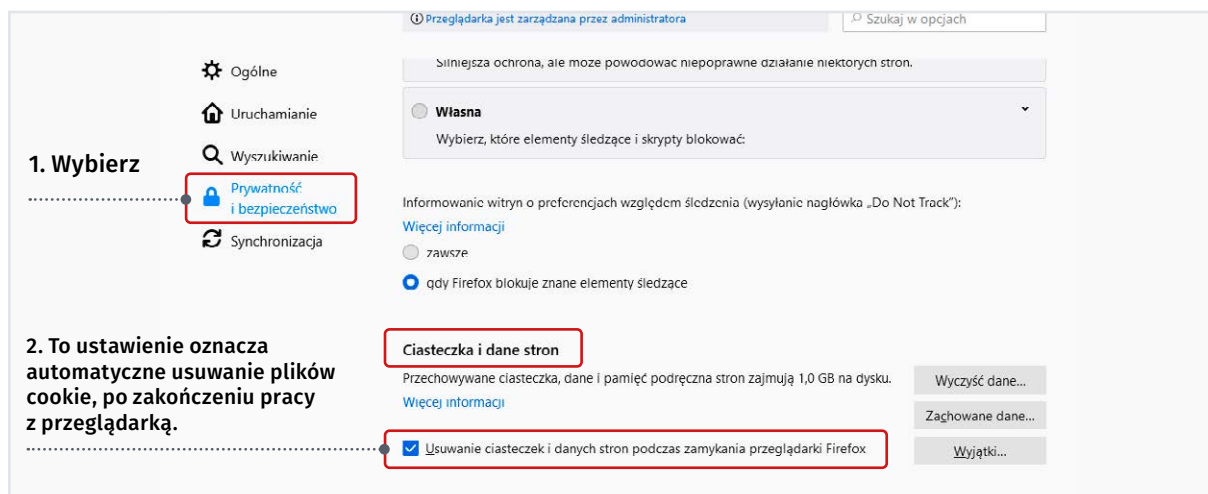 Przeglądarka jest zarządzana przez administratora
Szukaj w opcjach
Ogólne
Uruchamianie
Wyszukiwanie
Prywatność
i bezpieczeństwo
Synchronizacja
1. Wybierz
Silniejsza ochrona, ale może powodować niepoprawne działanie niektórych stron.
Własna
Wybierz, które elementy śledzące i skrypty blokować:
Informowanie witryn o preferencjach względem śledzenia (wysyłanie nagłówka „Do Not Track”):
Więcej informacji
zawsze
gdy Firefox blokuje znane elementy śledzące
2. To ustawienie oznacza
automatyczne usuwanie plików
cookie, po zakończeniu pracy
z przeglądarką.
Ciasteczka i dane stron
Przechowywane ciasteczka, dane i pamięć podręczna stron zajmują 1,0 GB na dysku.
Więcej informacji
Usuwanie ciasteczek i danych stron podczas zamykania przeglądarki Firefox
Wyczyść dane...
Zachowane dane...
Wyjątki...